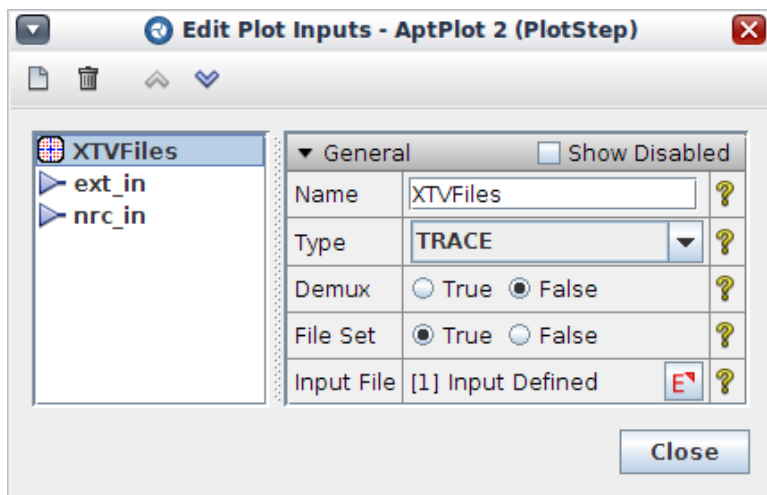 Edit Plot Inputs - AptPlot 2 (PlotStep)
XTVFiles
ext_in
nrc_in
General
Show Disabled
Name
XTVFiles
Type
TRACE
Demux
True
False
File Set
True
False
Input File
[1] Input Defined
E
Close